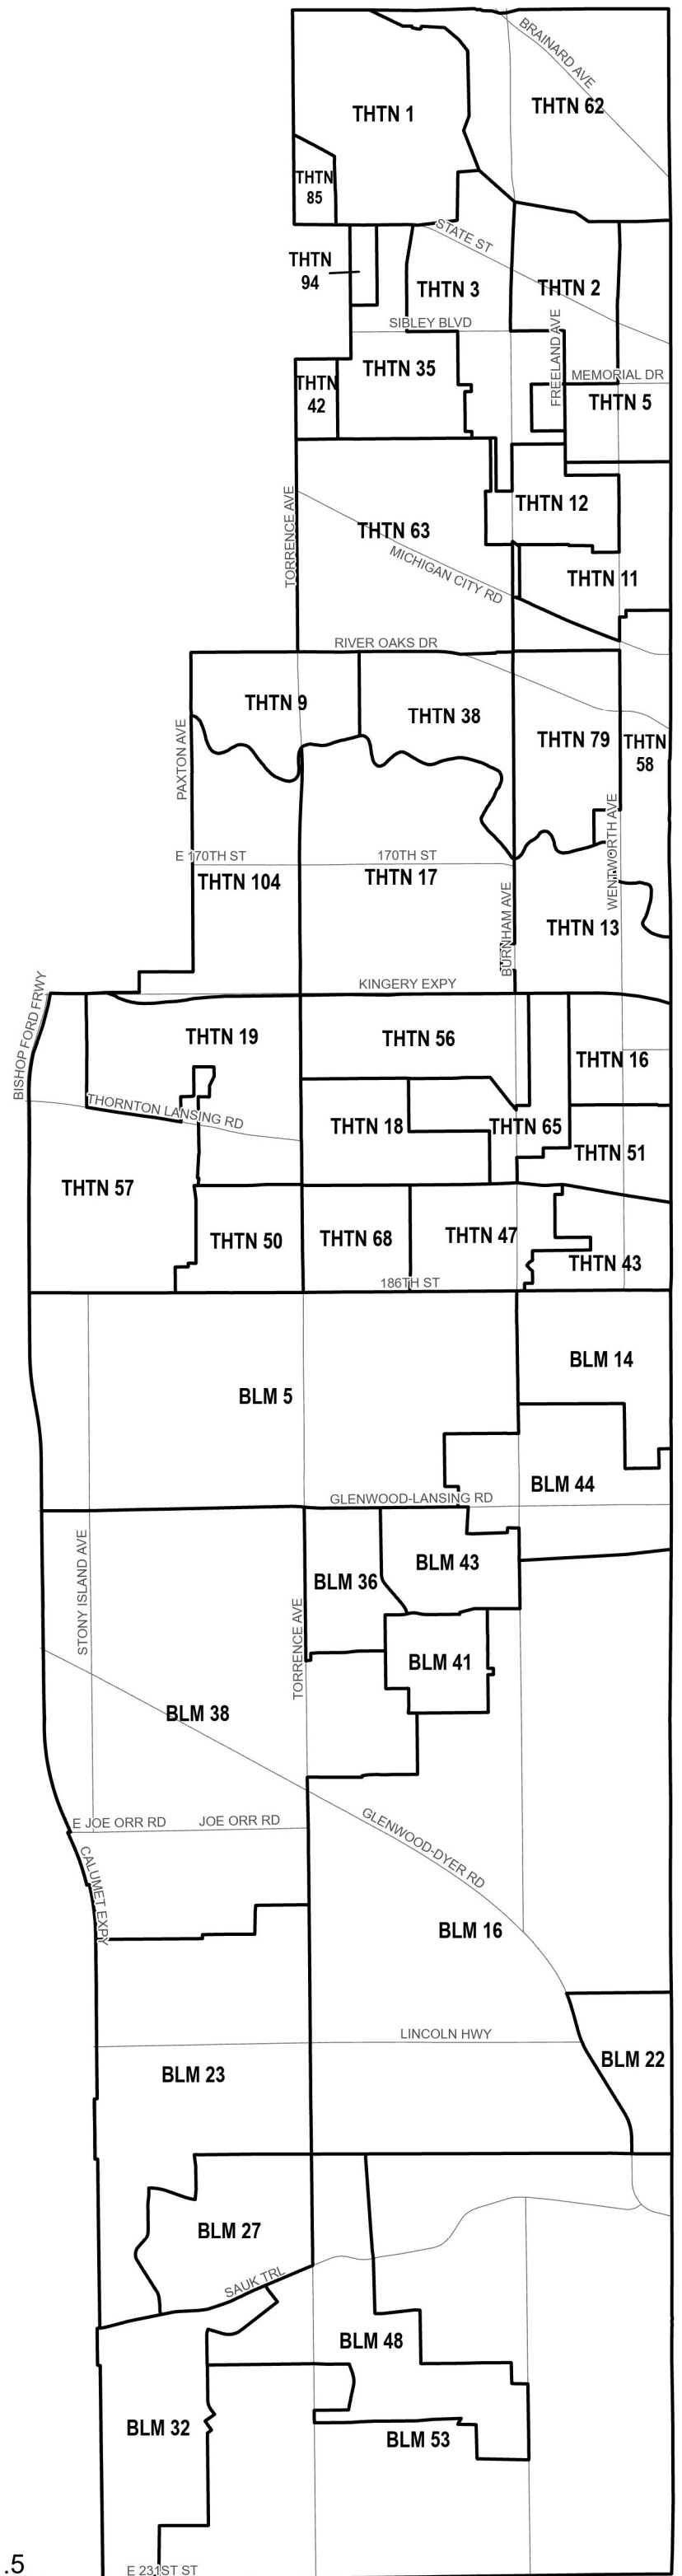 BRAINARD AVE
THTN 1
THTN 62
THTN
85
STATE ST
THTN
94
THTN 3
THTN 2
SIBLEY BLVD
FREELAND AVE
THTN 35
MEMORIAL DR
THTN
42
THTN 5
TORRENCE AVE
THTN 12
THTN 63
MICHIGAN CITY RD
THTN 11
RIVER OAKS DR
THTN 9
THTN 38
PAXTON AVE
THTN 79
THTN
58
WENTWORTH AVE
E 170TH ST
170TH ST
THTN 104
THTN 17
BURNHAM AVE
THTN 13
KINGERY EXPY
BISHOP FORD FRWY
THTN 19
THTN 56
THTN 16
THORNTON LANSING RD
THTN 18
THTN 65
THTN 51
THTN 57
THTN 50
THTN 68
THTN 47
THTN 43
186TH ST
BLM 14
BLM 5
BLM 44
GLENWOOD-LANSING RD
STONY ISLAND AVE
BLM 43
BLM 36
TORRENCE AVE
BLM 41
BLM 38
E JOE ORR RD
JOE ORR RD
GLENWOOD-DYER RD
CALUMET EXPY
BLM 16
LINCOLN HWY
BLM 22
BLM 23
BLM 27
SAUK TRL
BLM 48
BLM 32
BLM 53
.5
E 231ST ST